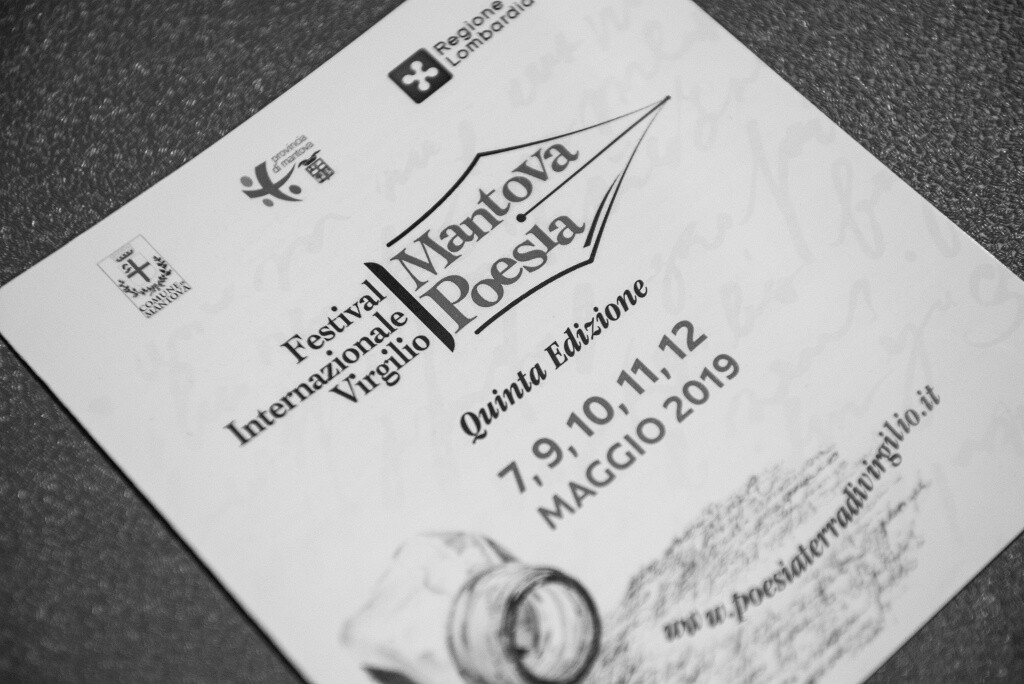 Regione
Lombardia
provincia
di mantova
COMUNE DI
MANTOVA
Mantova
Poesia
Festival
Internazionale
Virgilio
Quinta Edizione
7, 9, 10, 11, 12
MAGGIO 2019
www.poesiaterradivirgilio.it